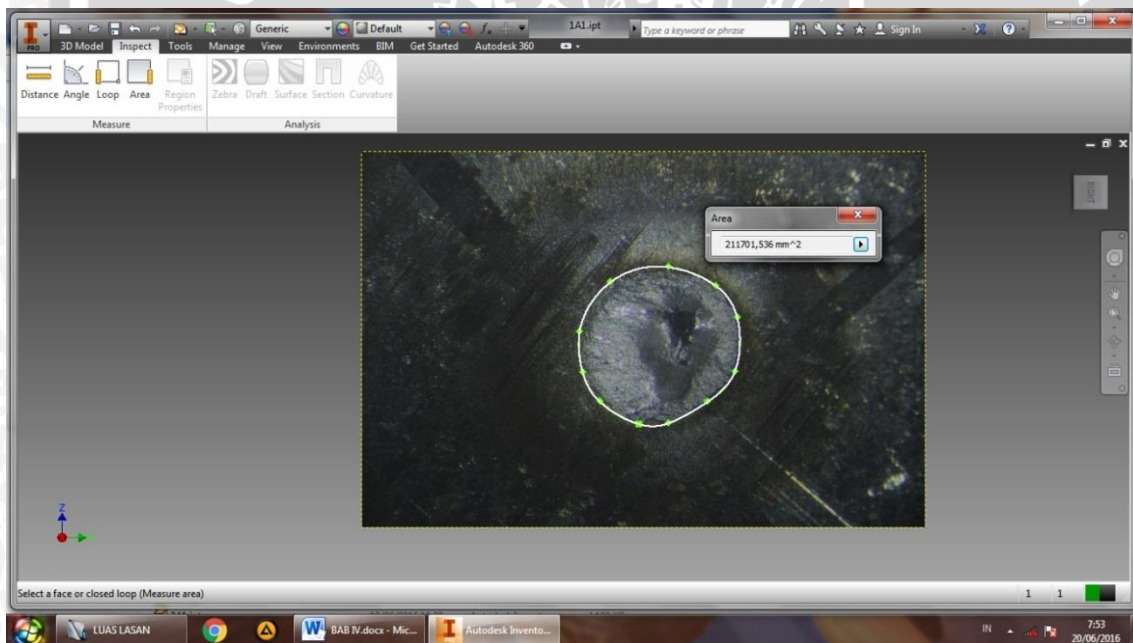 Generic
Default
1A1.ipt
Type a keyword or phrase
Sign In
PRO
3D Model Inspect Tools Manage View Environments BIM Get Started Autodesk 360
Distance Angle Loop Area Region Properties Zebra Draft Surface Section Curvature
Measure Analysis
RIGHT
Area
211701,536 mm^2
Z
Select a face or closed loop (Measure area) 1 1
LUAS LASAN
BAB IV.docx - Mic...
Autodesk Invento...
IN
7:53
20/06/2016